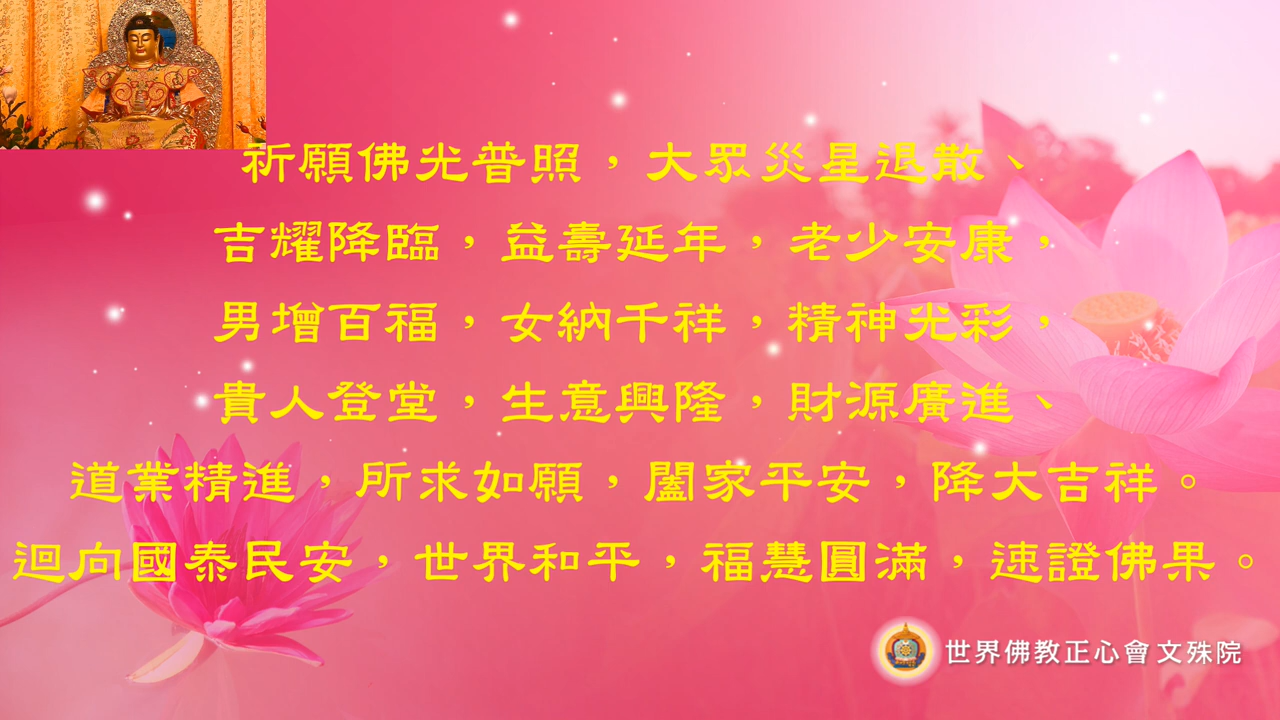 祈願佛光普照，大眾災星退散、
吉耀降臨，益壽延年，老少安康，
男增百福，女納千祥，精神光彩，
貴人登堂，生意興隆，財源廣進、
道業精進，所求如願，闔家平安，降大吉祥。
迴向國泰民安，世界和平，福慧圓滿，速證佛果。
世界佛教正心會文殊院